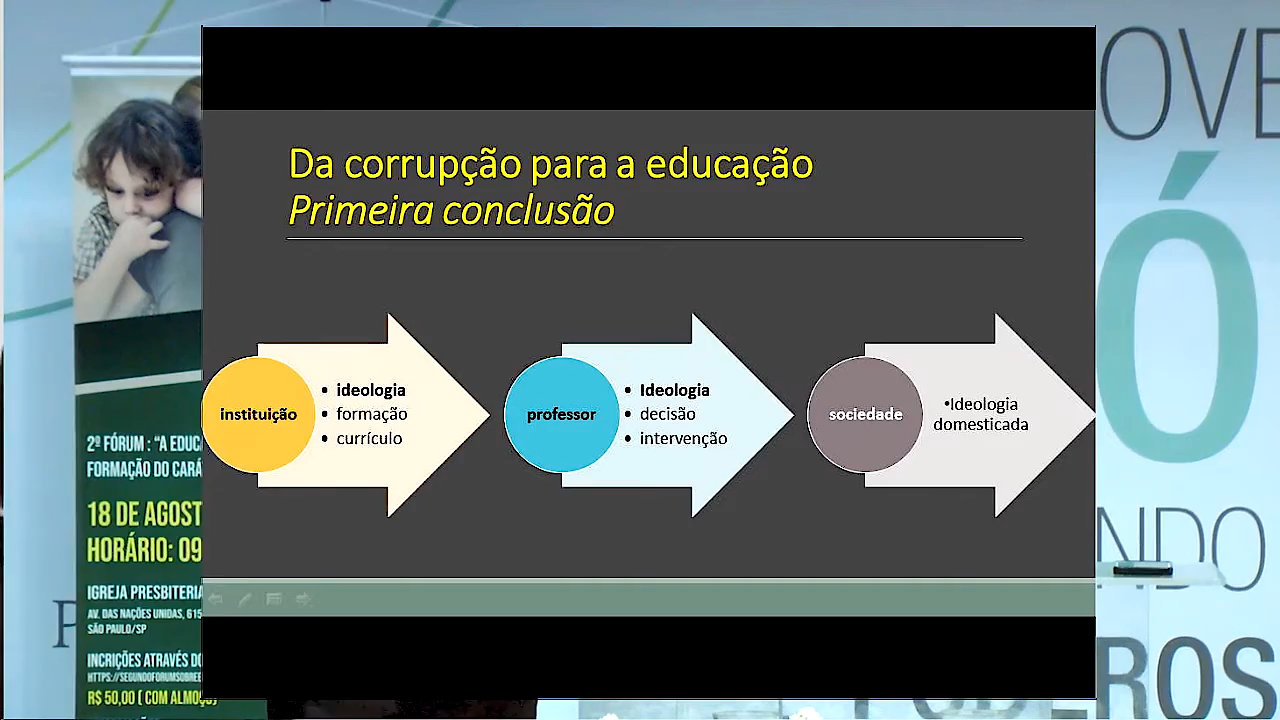 Da corrupção para a educação
Primeira conclusão
instituição
• ideologia
• formação
• currículo
professor
• Ideologia
• decisão
• intervenção
sociedade
•Ideologia
domesticada
2º FÓRUM : “A EDUC
FORMAÇÃO DO CARÁ
18 DE AGOST
HORÁRIO: 09
IGREJA PRESBITERIA
AV. DAS NAÇÕES UNIDAS, 615
SÃO PAULO/SP
INCRIÇÕES ATRAVÉS DO
HTTPS://SEGUNDOFORUMSOBREE
R$ 50,00 ( COM ALMOÇO)
P
OVE
Ó
NDO
ROS